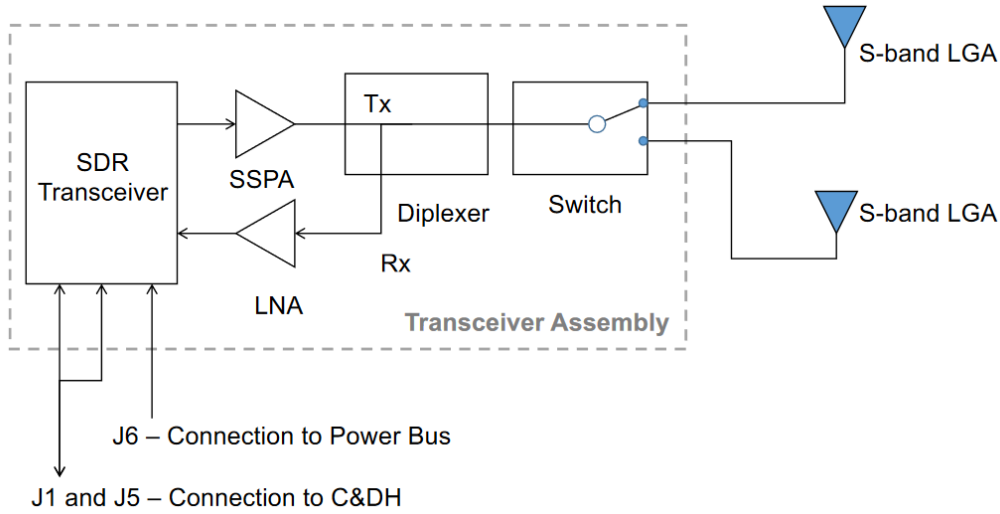 S-band LGA
Tx
SDR
Transceiver
SSPA
Diplexer
Switch
S-band LGA
Rx
LNA
Transceiver Assembly
J6 – Connection to Power Bus
J1 and J5 – Connection to C&DH